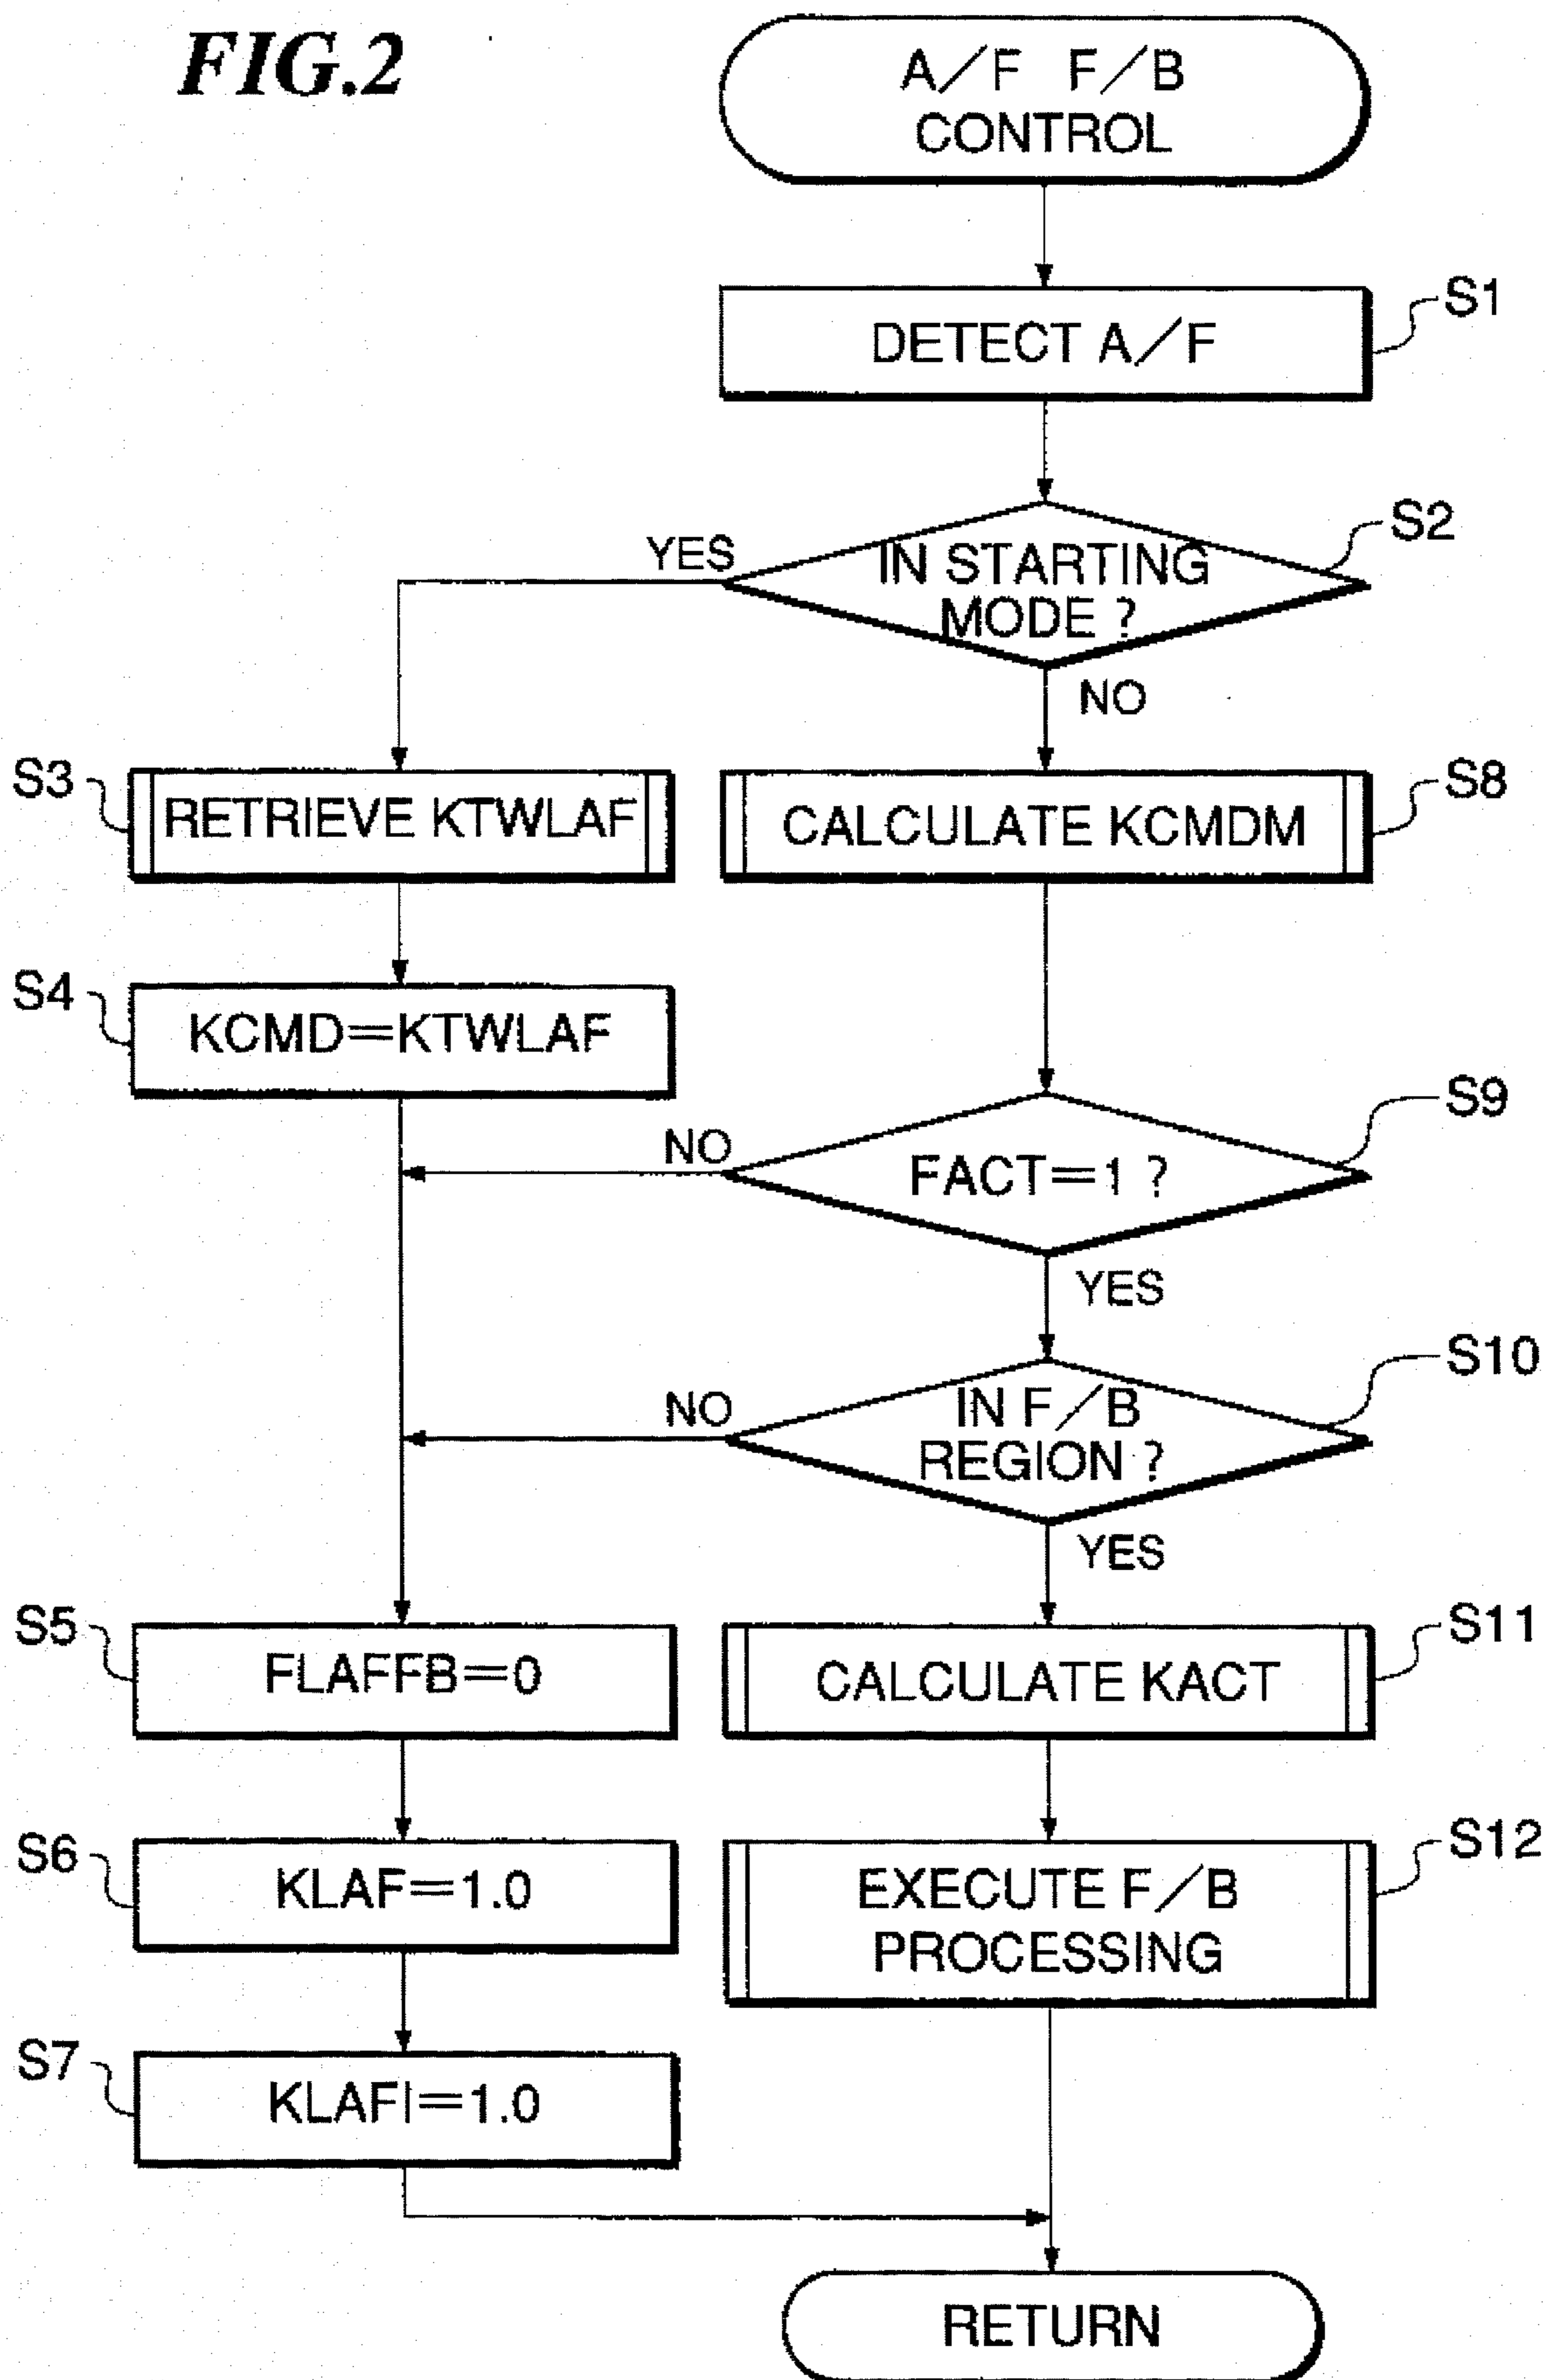 FIG.2
A/F F/B
CONTROL
S1
DETECT A/F
S2
YES
IN STARTING
MODE ?
NO
S3
RETRIEVE KTWLAF
S8
CALCULATE KCMDM
S4
KCMD=KTWLAF
S9
NO
FACT=1 ?
YES
S10
NO
IN F/B
REGION ?
YES
S5
FLAFFB=0
S11
CALCULATE KACT
S6
KLAF=1.0
S12
EXECUTE F/B
PROCESSING
S7
KLAFI=1.0
RETURN